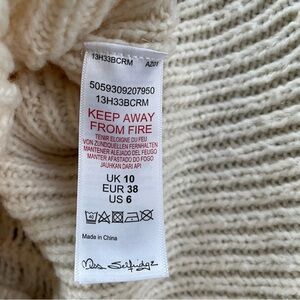 13H33BCRM AZ01
5059309207950
13H33BCRM
KEEP AWAY
FROM FIRE
TENIR ELOIGNE DU FEU
VON ZUNDQUELLEN FERNHALTEN
MANTENER ALEJADO DEL FUEGO
MANTER AFASTADO DO FOGO
JAUHKAN DARI API
UK 10
EUR 38
US 6
Made in China
Miss Selfridge